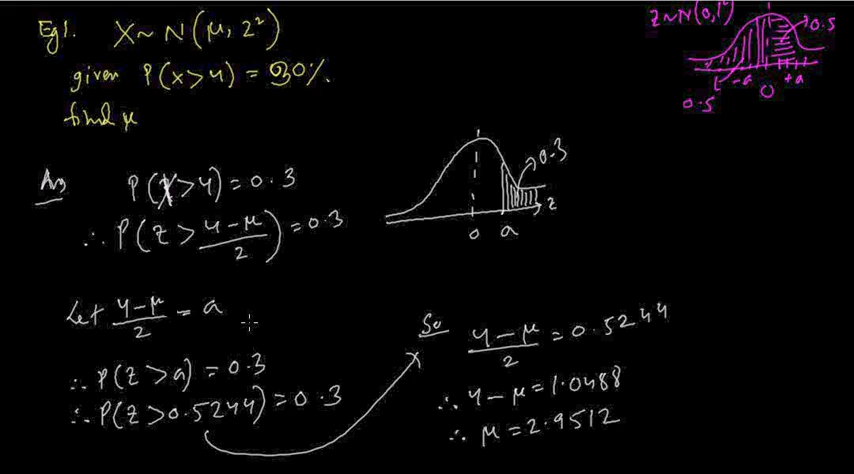 Eg1. X ~ N(μ, 2²)
given P(x>4) = 30%.
find μ
Z ~ N(0, 1²)
0.5
-a 0 +a
0.5
Ans P(X>4) = 0.3
∴ P(Z > (4-μ)/2) = 0.3
0.3
0 a z
Let (4-μ)/2 = a
∴ P(Z > a) = 0.3
∴ P(Z > 0.5244) = 0.3
So (4-μ)/2 = 0.5244
∴ 4-μ = 1.0488
∴ μ = 2.9512